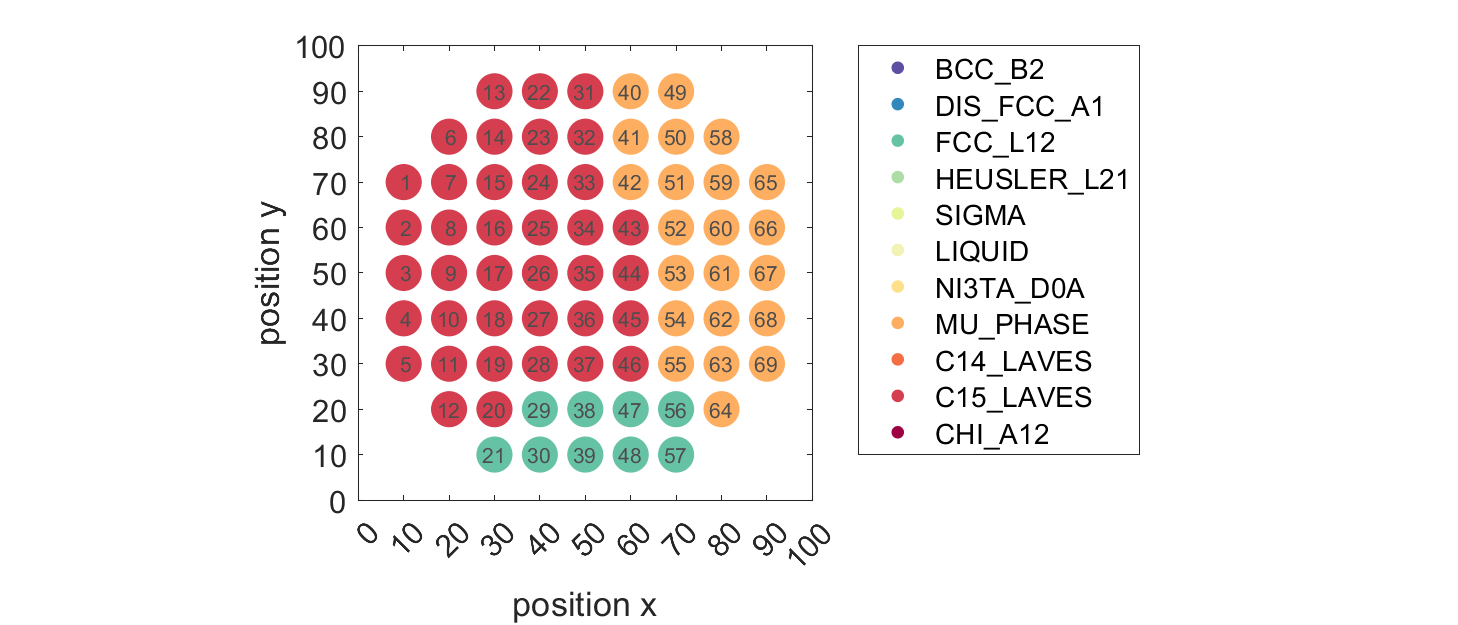 100
90
80
70
60
50
40
30
20
10
0
position y
13 22 31 40 49
6 14 23 32 41 50 58
1 7 15 24 33 42 51 59 65
2 8 16 25 34 43 52 60 66
3 9 17 26 35 44 53 61 67
4 10 18 27 36 45 54 62 68
5 11 19 28 37 46 55 63 69
12 20 29 38 47 56 64
21 30 39 48 57
0 10 20 30 40 50 60 70 80 90 100
position x
BCC_B2
DIS_FCC_A1
FCC_L12
HEUSLER_L21
SIGMA
LIQUID
NI3TA_D0A
MU_PHASE
C14_LAVES
C15_LAVES
CHI_A12